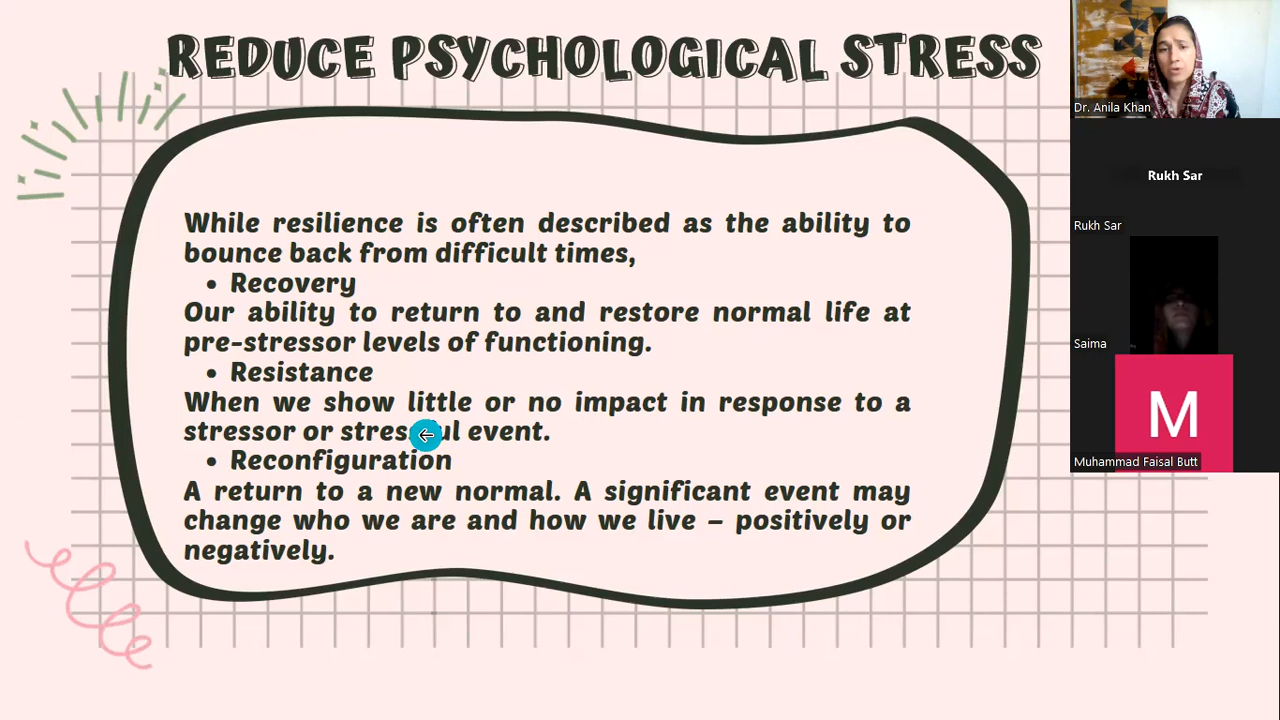 REDUCE PSYCHOLOGICAL STRESS
While resilience is often described as the ability to
bounce back from difficult times,
• Recovery
Our ability to return to and restore normal life at
pre-stressor levels of functioning.
• Resistance
When we show little or no impact in response to a
stressor or stressful event.
• Reconfiguration
A return to a new normal. A significant event may
change who we are and how we live – positively or
negatively.
Dr. Anila Khan
Rukh Sar
Rukh Sar
Saima
M
Muhammad Faisal Butt